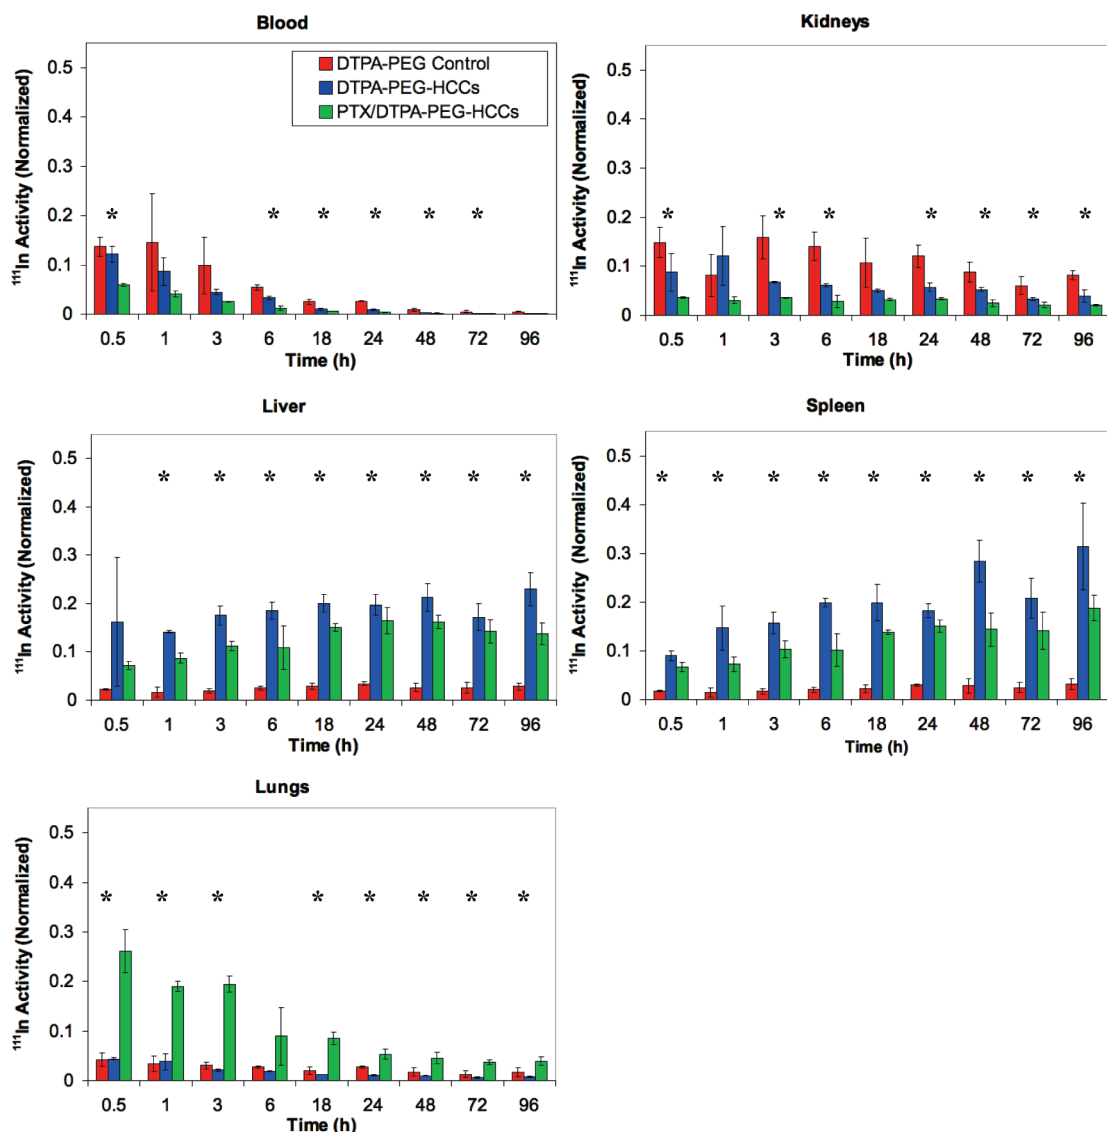 Blood
DTPA-PEG Control
DTPA-PEG-HCCs
PTX/DTPA-PEG-HCCs
¹¹¹In Activity (Normalized)
0.5
0.4
0.3
0.2
0.1
0
* * * * * *
0.5 1 3 6 18 24 48 72 96
Time (h)
Kidneys
¹¹¹In Activity (Normalized)
0.5
0.4
0.3
0.2
0.1
0
* * * * * * *
0.5 1 3 6 18 24 48 72 96
Time (h)
Liver
¹¹¹In Activity (Normalized)
0.5
0.4
0.3
0.2
0.1
0
* * * * * * * *
0.5 1 3 6 18 24 48 72 96
Time (h)
Spleen
¹¹¹In Activity (Normalized)
0.5
0.4
0.3
0.2
0.1
0
* * * * * * * * *
0.5 1 3 6 18 24 48 72 96
Time (h)
Lungs
¹¹¹In Activity (Normalized)
0.5
0.4
0.3
0.2
0.1
0
* * * * * * * *
0.5 1 3 6 18 24 48 72 96
Time (h)